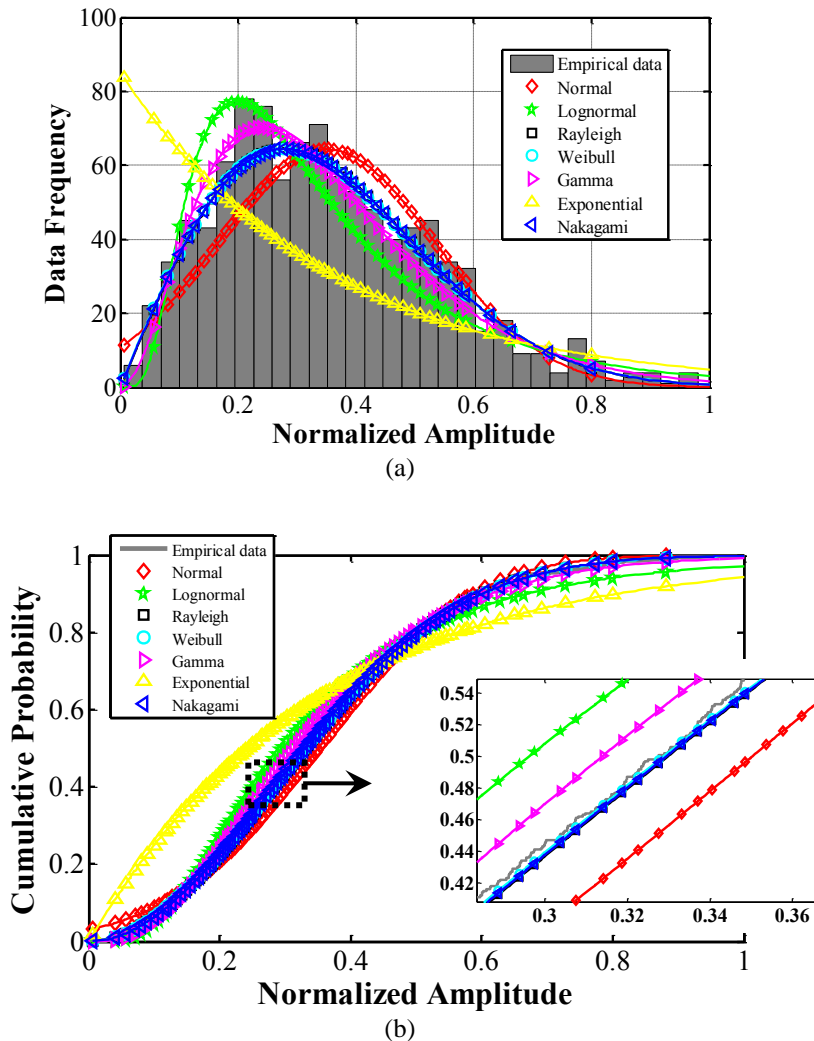 100
80
60
40
20
0
Data Frequency
Empirical data
Normal
Lognormal
Rayleigh
Weibull
Gamma
Exponential
Nakagami
0 0.2 0.4 0.6 0.8 1
Normalized Amplitude
(a)
Empirical data
Normal
Lognormal
Rayleigh
Weibull
Gamma
Exponential
Nakagami
1
0.8
0.6
0.4
0.2
0
Cumulative Probability
0.54
0.52
0.5
0.48
0.46
0.44
0.42
0.3 0.32 0.34 0.36
0 0.2 0.4 0.6 0.8 1
Normalized Amplitude
(b)